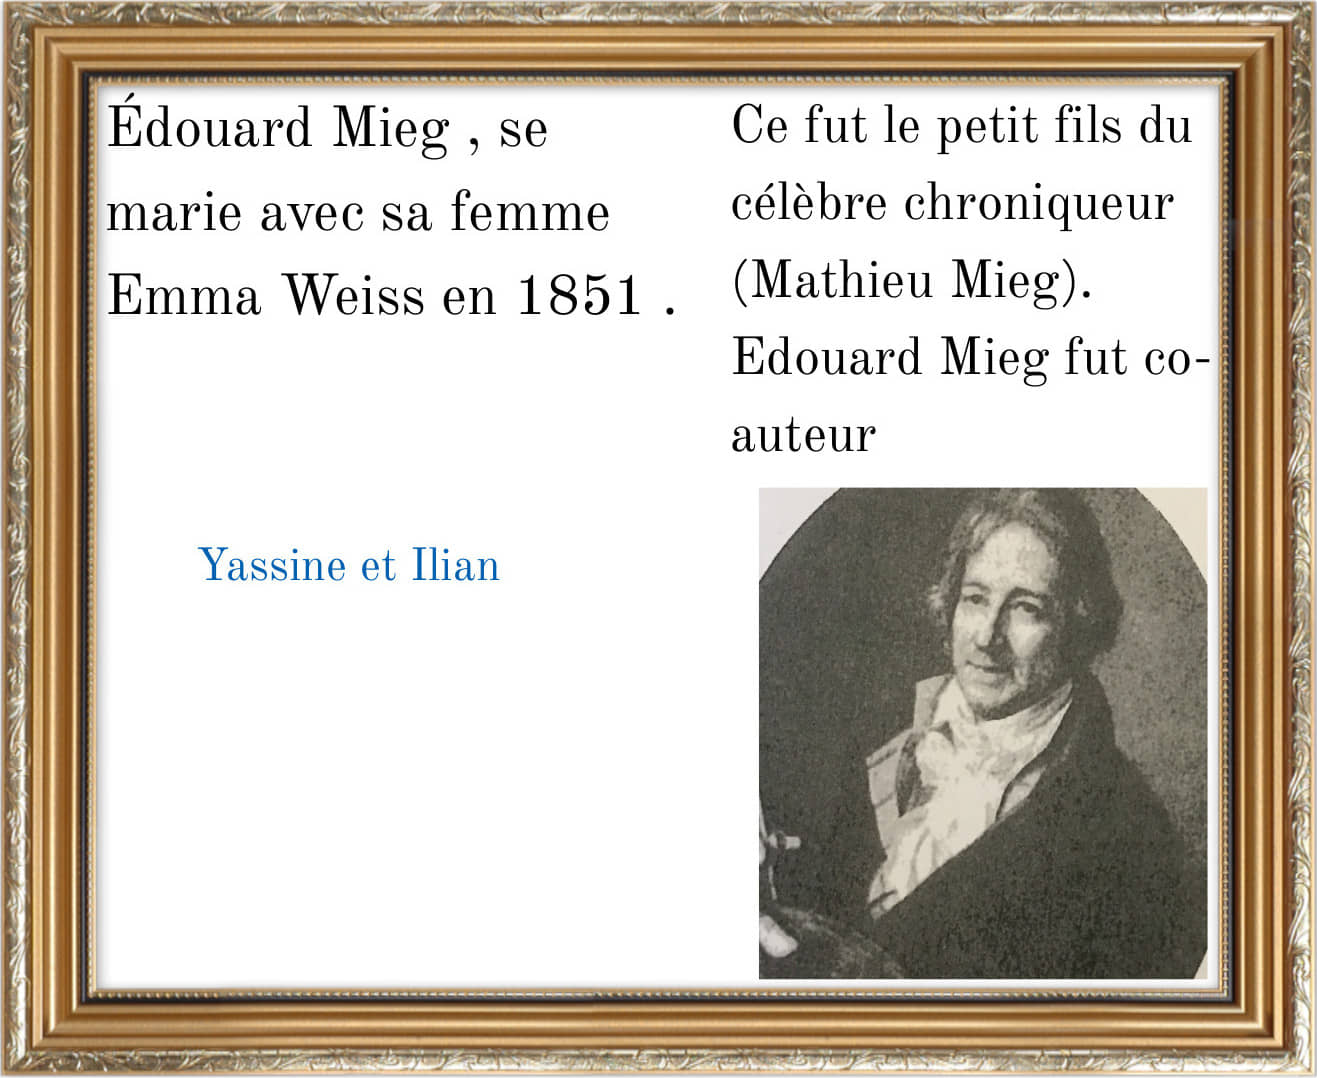 Édouard Mieg , se
marie avec sa femme
Emma Weiss en 1851 .
Ce fut le petit fils du
célèbre chroniqueur
(Mathieu Mieg).
Edouard Mieg fut co-
auteur
Yassine et Ilian